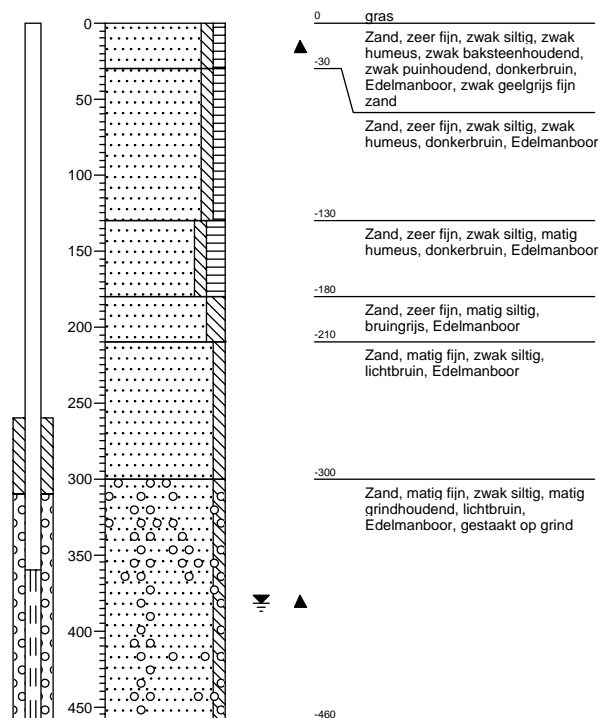 0
50
100
150
200
250
300
350
400
450
0
gras
Zand, zeer fijn, zwak siltig, zwak
humeus, zwak baksteenhoudend,
zwak puinhoudend, donkerbruin,
Edelmanboor, zwak geelgrijs fijn
zand
-30
Zand, zeer fijn, zwak siltig, zwak
humeus, donkerbruin, Edelmanboor
-130
Zand, zeer fijn, zwak siltig, matig
humeus, donkerbruin, Edelmanboor
-180
Zand, zeer fijn, matig siltig,
bruingrijs, Edelmanboor
-210
Zand, matig fijn, zwak siltig,
lichtbruin, Edelmanboor
-300
Zand, matig fijn, zwak siltig, matig
grindhoudend, lichtbruin,
Edelmanboor, gestaakt op grind
-460